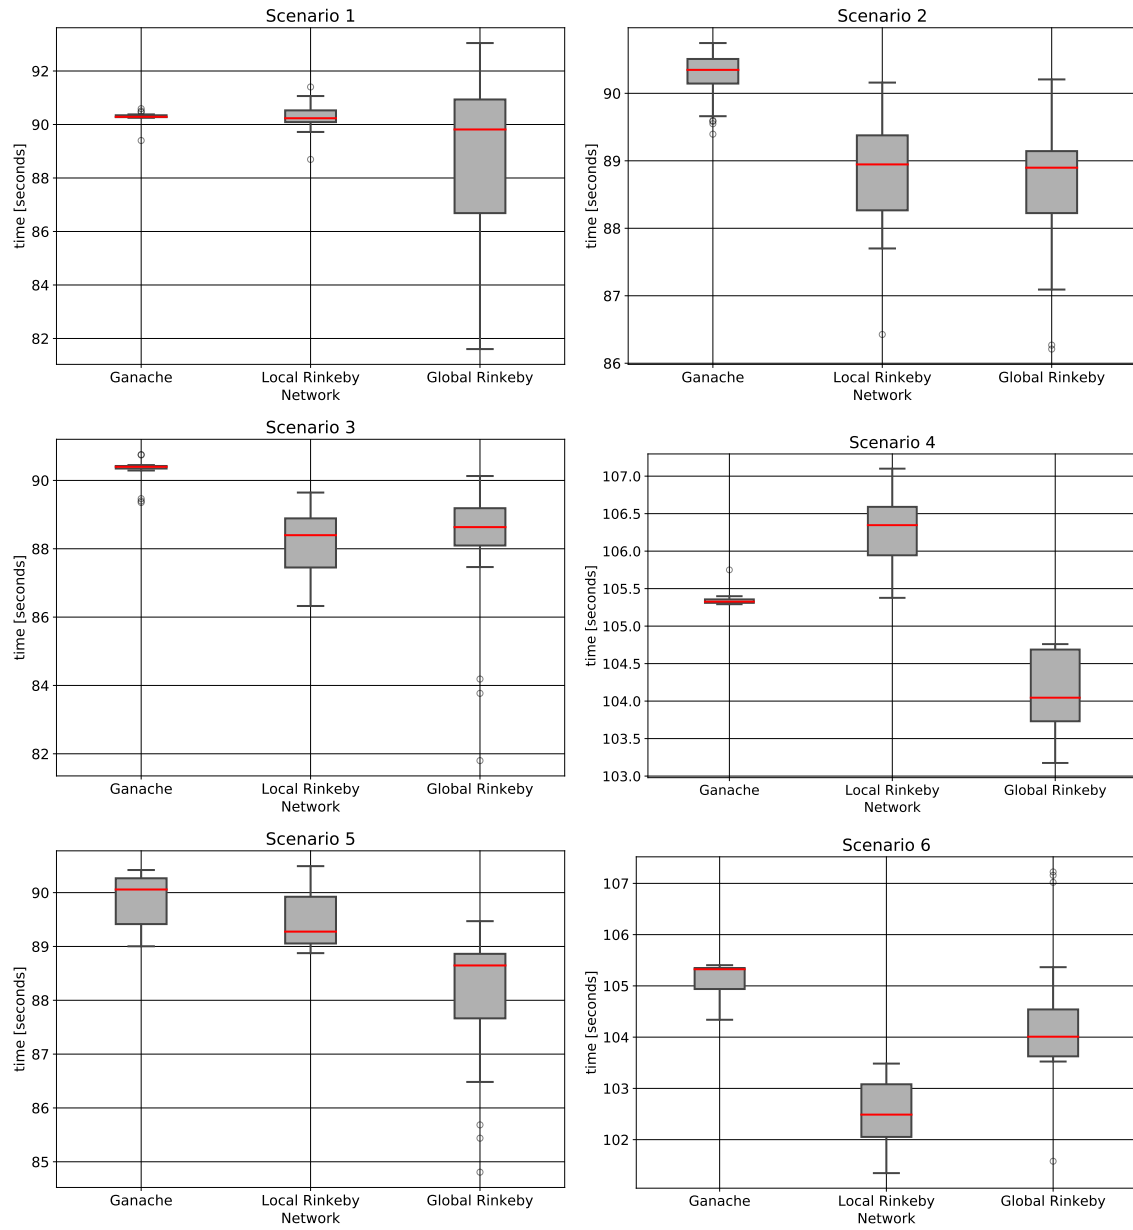 Scenario 1
time [seconds]
92
90
88
86
84
82
Ganache Local Rinkeby Global Rinkeby
Network
Scenario 2
time [seconds]
90
89
88
87
86
Ganache Local Rinkeby Global Rinkeby
Network
Scenario 3
time [seconds]
90
88
86
84
82
Ganache Local Rinkeby Global Rinkeby
Network
Scenario 4
time [seconds]
107.0
106.5
106.0
105.5
105.0
104.5
104.0
103.5
103.0
Ganache Local Rinkeby Global Rinkeby
Network
Scenario 5
time [seconds]
90
89
88
87
86
85
Ganache Local Rinkeby Global Rinkeby
Network
Scenario 6
time [seconds]
107
106
105
104
103
102
Ganache Local Rinkeby Global Rinkeby
Network